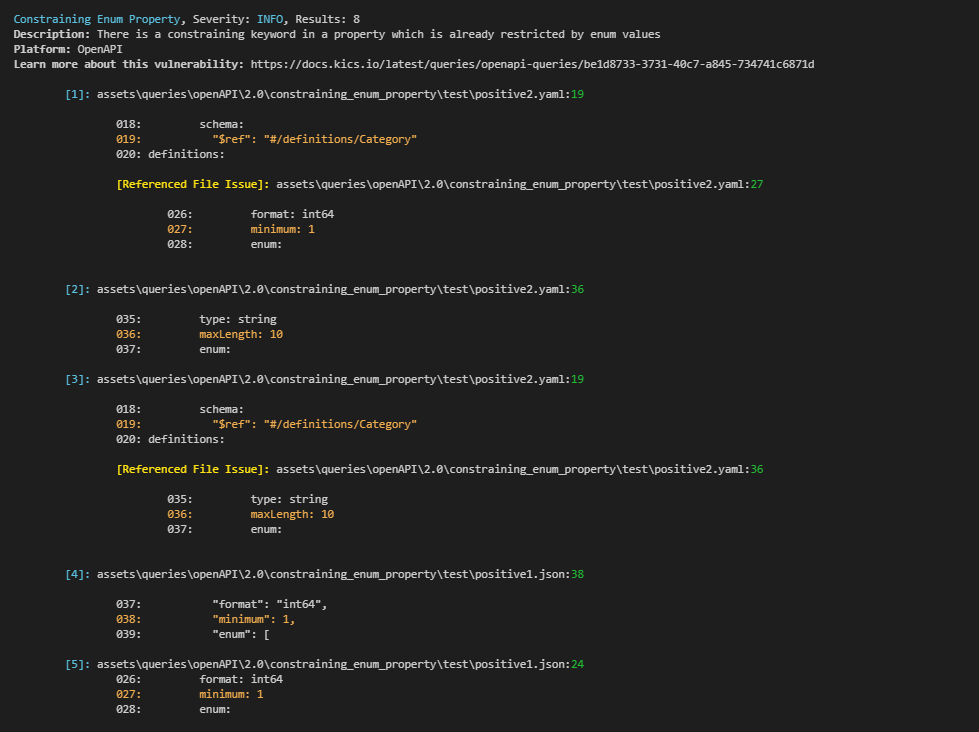 Constraining Enum Property, Severity: INFO, Results: 8
Description: There is a constraining keyword in a property which is already restricted by enum values
Platform: OpenAPI
Learn more about this vulnerability: https://docs.kics.io/latest/queries/openapi-queries/be1d8733-3731-40c7-a845-734741c6871d
[1]: assets\queries\openAPI\2.0\constraining_enum_property\test\positive2.yaml:19
018: schema:
019: "$ref": "#/definitions/Category"
020: definitions:
[Referenced File Issue]: assets\queries\openAPI\2.0\constraining_enum_property\test\positive2.yaml:27
026: format: int64
027: minimum: 1
028: enum:
[2]: assets\queries\openAPI\2.0\constraining_enum_property\test\positive2.yaml:36
035: type: string
036: maxLength: 10
037: enum:
[3]: assets\queries\openAPI\2.0\constraining_enum_property\test\positive2.yaml:19
018: schema:
019: "$ref": "#/definitions/Category"
020: definitions:
[Referenced File Issue]: assets\queries\openAPI\2.0\constraining_enum_property\test\positive2.yaml:36
035: type: string
036: maxLength: 10
037: enum:
[4]: assets\queries\openAPI\2.0\constraining_enum_property\test\positive1.json:38
037: "format": "int64",
038: "minimum": 1,
039: "enum": [
[5]: assets\queries\openAPI\2.0\constraining_enum_property\test\positive1.json:24
026: format: int64
027: minimum: 1
028: enum: